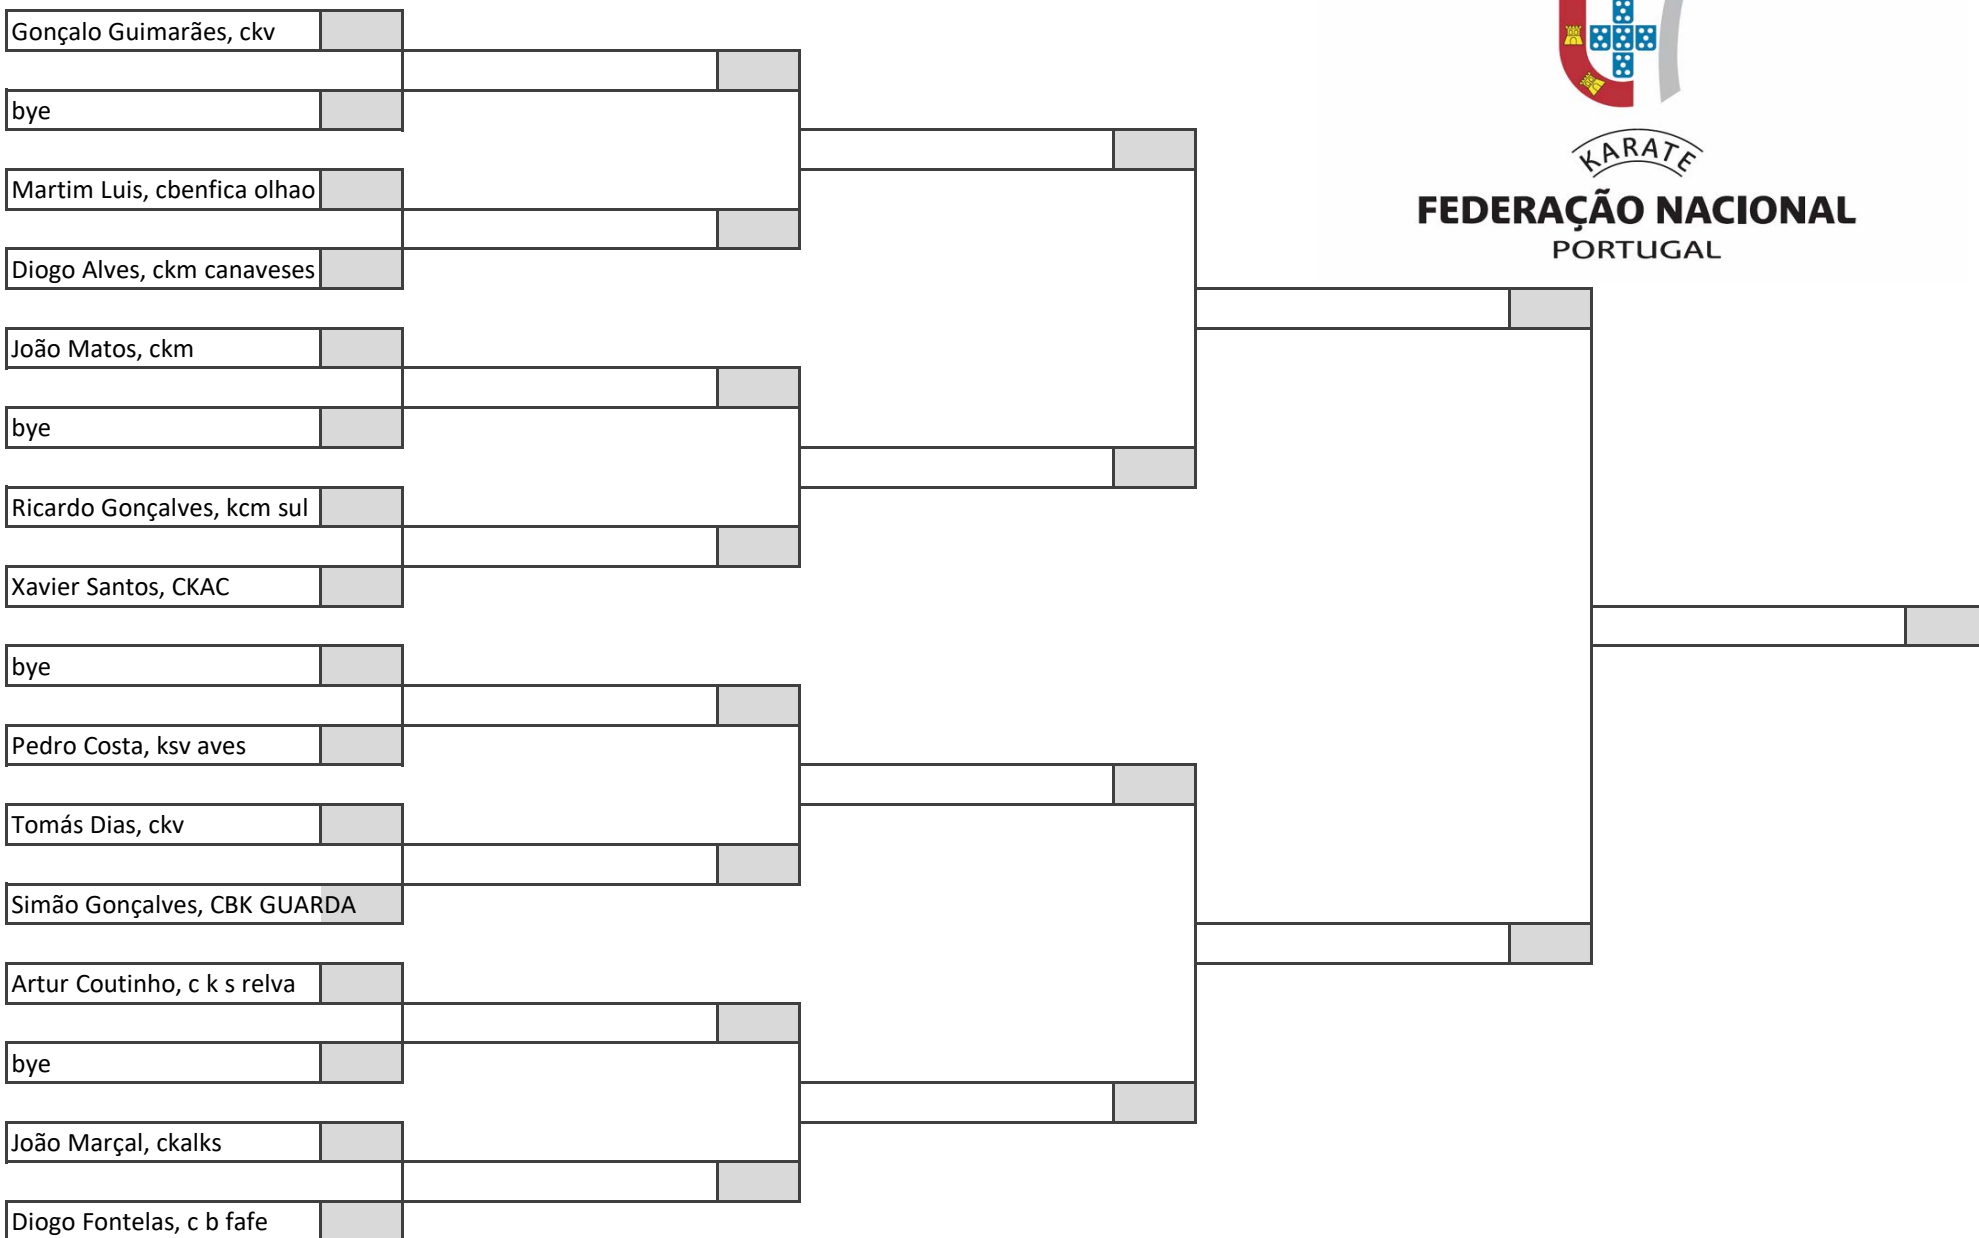 Gonçalo Guimarães, ckv
bye
Martim Luis, cbenfica olhao
Diogo Alves, ckm canaveses
João Matos, ckm
bye
Ricardo Gonçalves, kcm sul
Xavier Santos, CKAC
bye
Pedro Costa, ksv aves
Tomás Dias, ckv
Simão Gonçalves, CBK GUARDA
Artur Coutinho, c k s relva
bye
João Marçal, ckalks
Diogo Fontelas, c b fafe
KARATE
FEDERAÇÃO NACIONAL
PORTUGAL